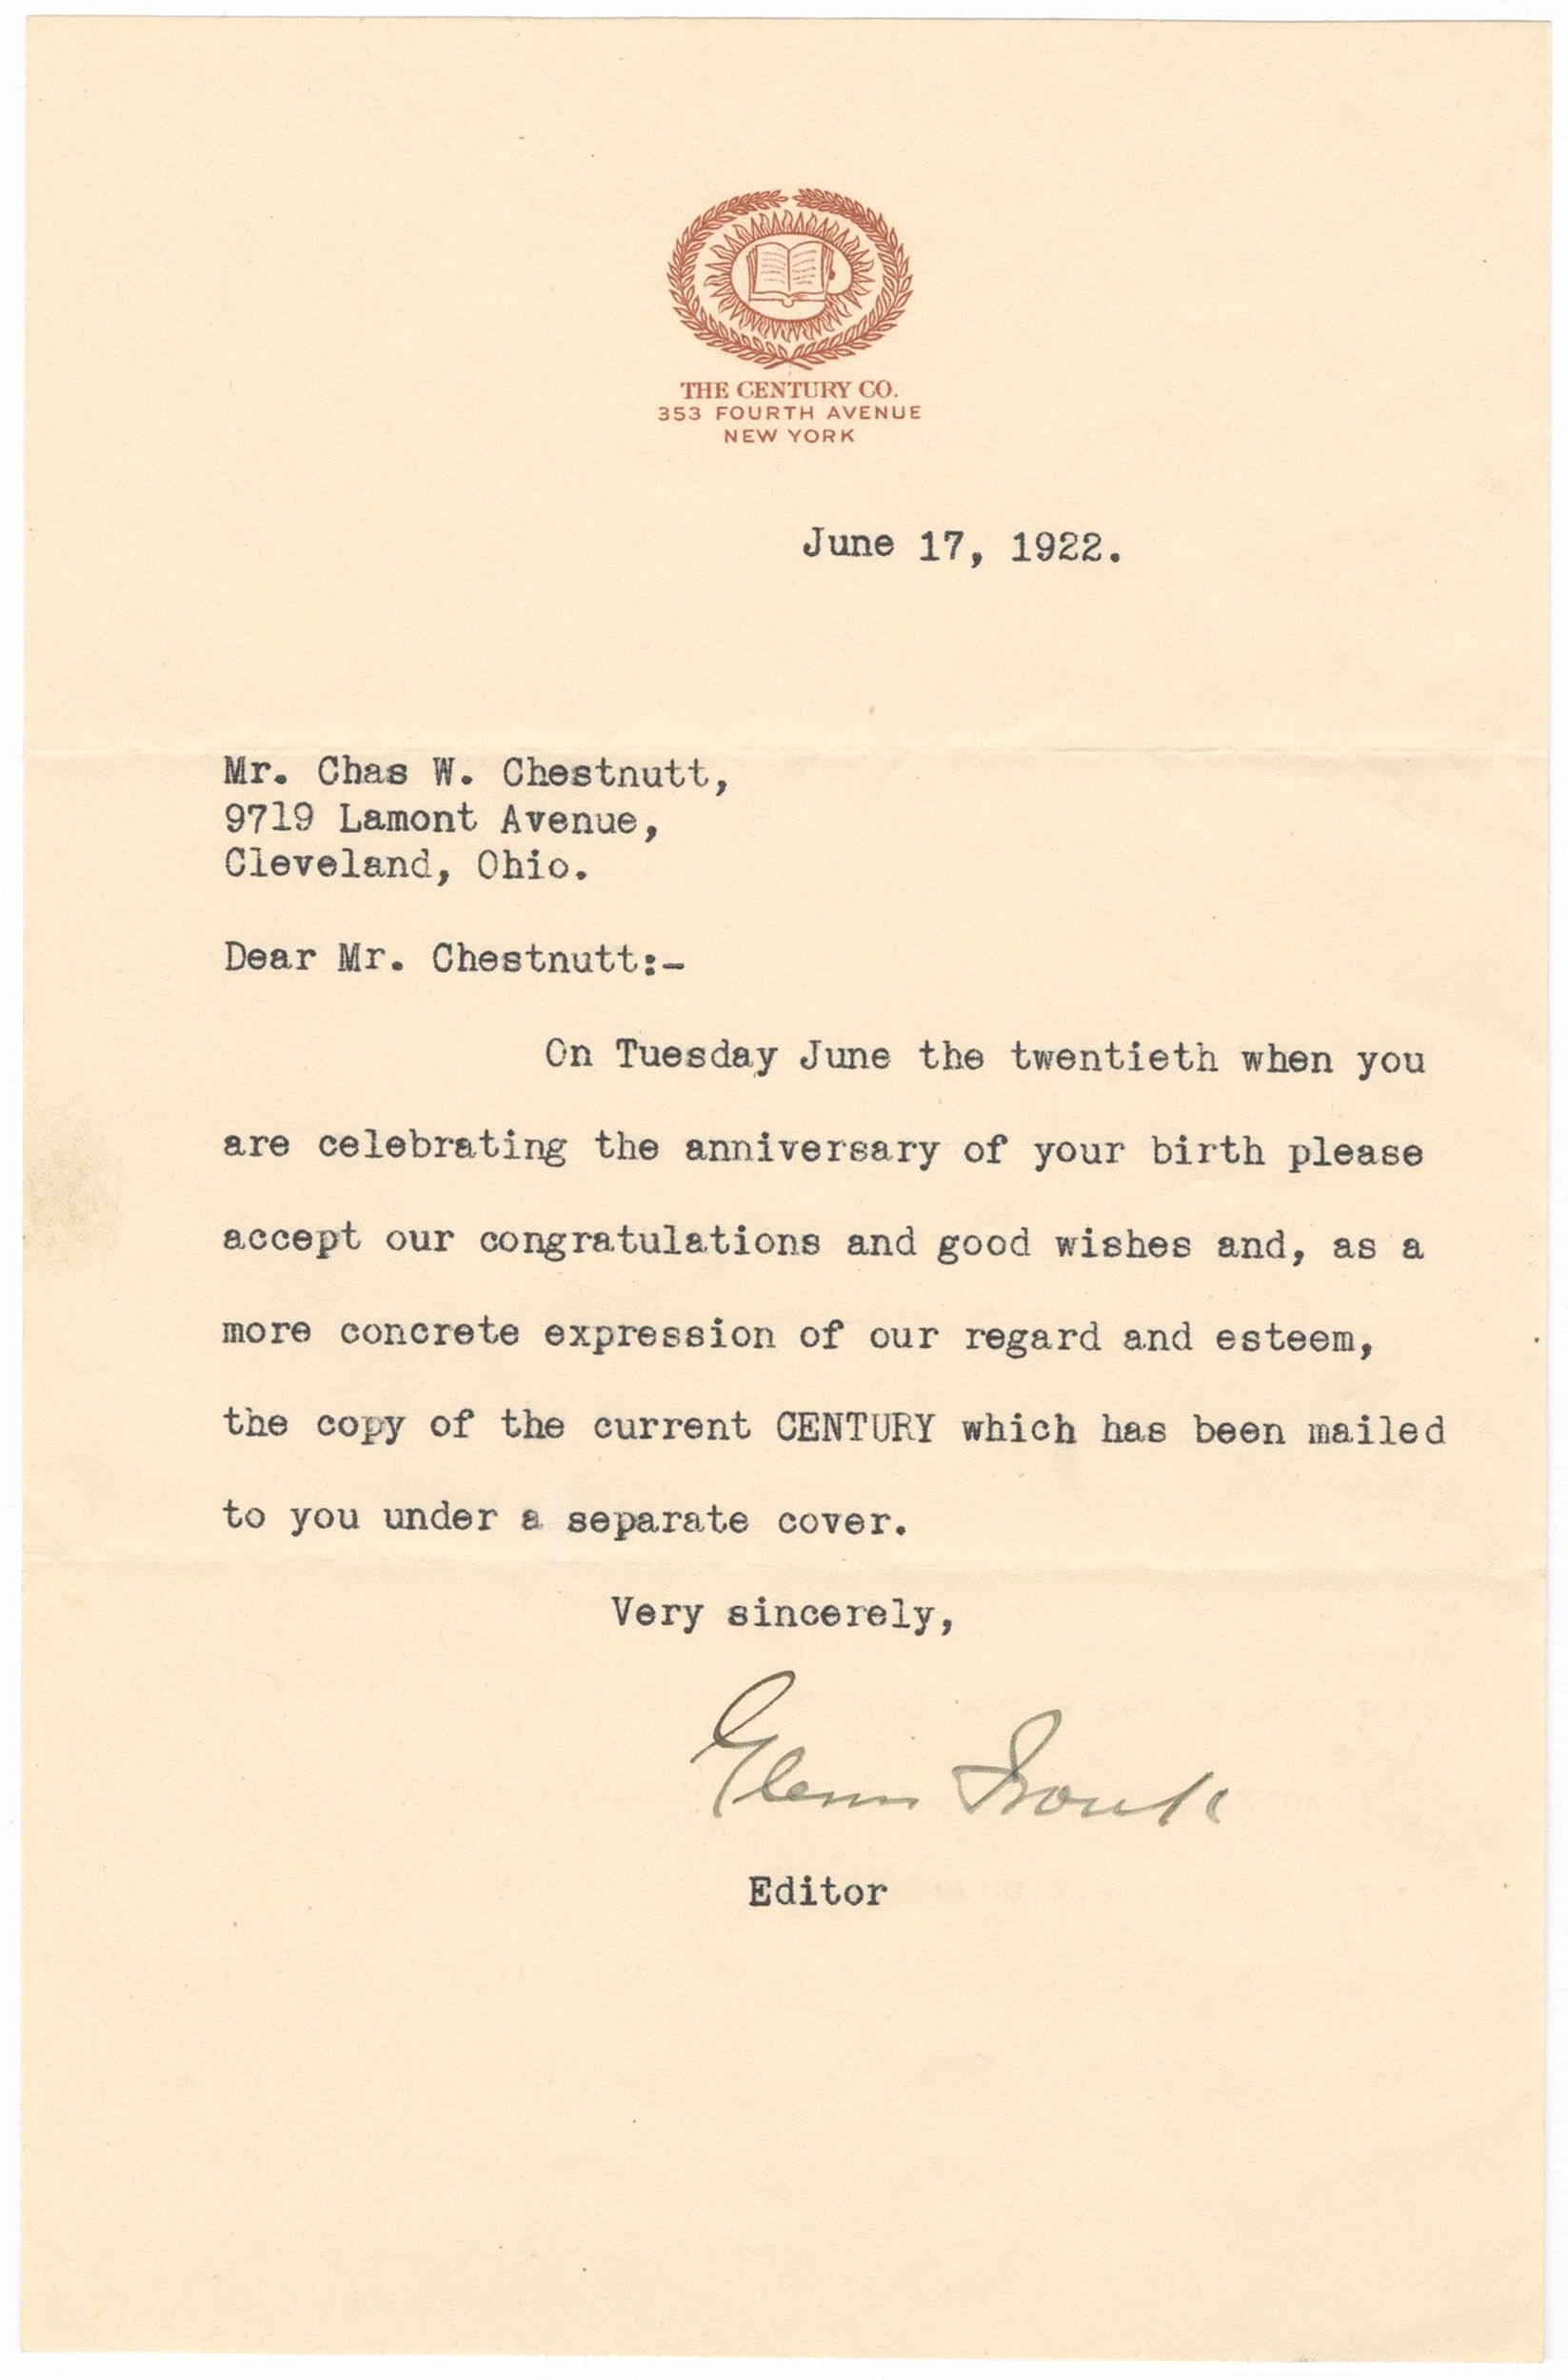 THE CENTURY CO.
353 FOURTH AVENUE
NEW YORK
June 17, 1922.
Mr. Chas W. Chestnutt,
9719 Lamont Avenue,
Cleveland, Ohio.
Dear Mr. Chestnutt:-
On Tuesday June the twentieth when you
are celebrating the anniversary of your birth please
accept our congratulations and good wishes and, as a
more concrete expression of our regard and esteem,
the copy of the current CENTURY which has been mailed
to you under a separate cover.
Very sincerely,
Glenn Frank
Editor